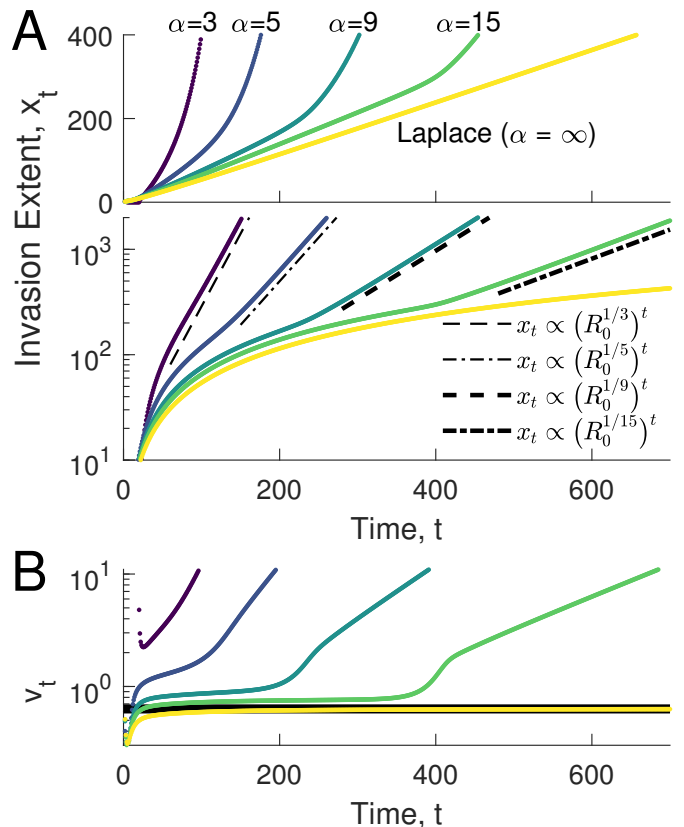 A
α=3 α=5 α=9 α=15
400
200
0
Laplace (α = ∞)
Invasion Extent, x_t
10^3
10^2
10^1
x_t ∝ (R_0^{1/3})^t
x_t ∝ (R_0^{1/5})^t
x_t ∝ (R_0^{1/9})^t
x_t ∝ (R_0^{1/15})^t
0 200 400 600
Time, t
B
10^1
10^0
v_t
0 200 400 600
Time, t